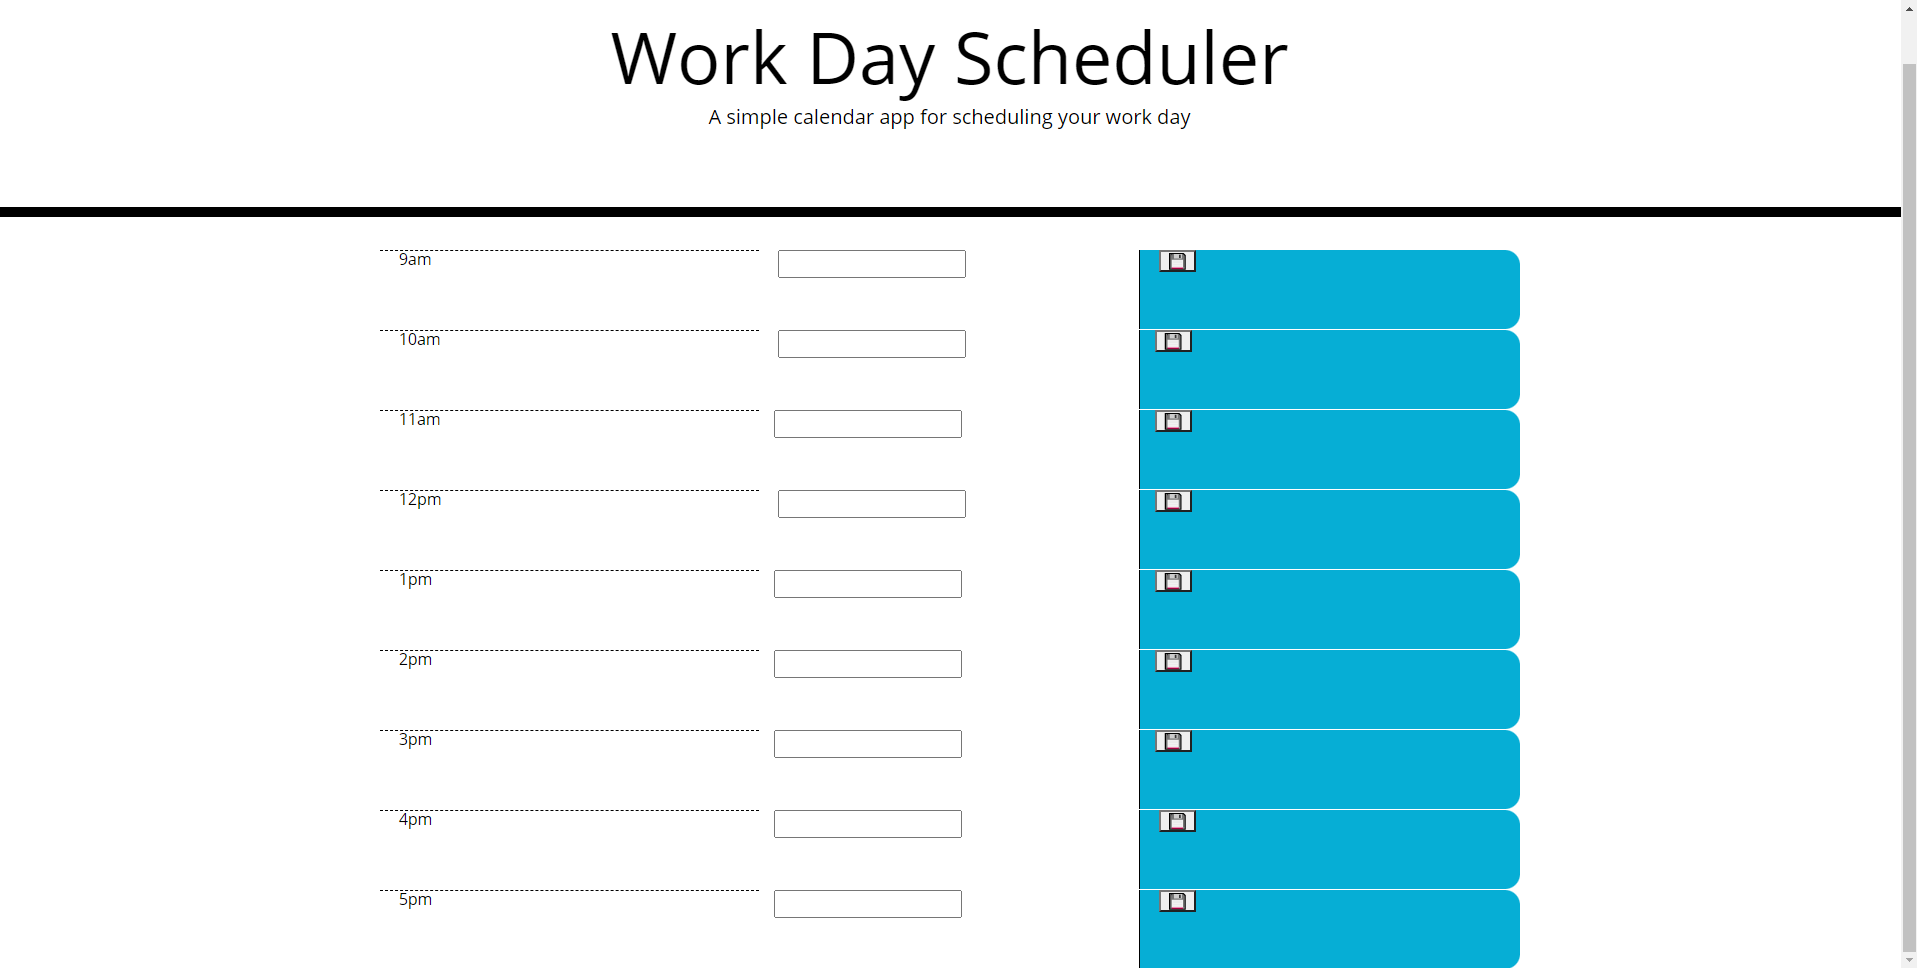 Work Day Scheduler
A simple calendar app for scheduling your work day
9am
10am
11am
12pm
1pm
2pm
3pm
4pm
5pm